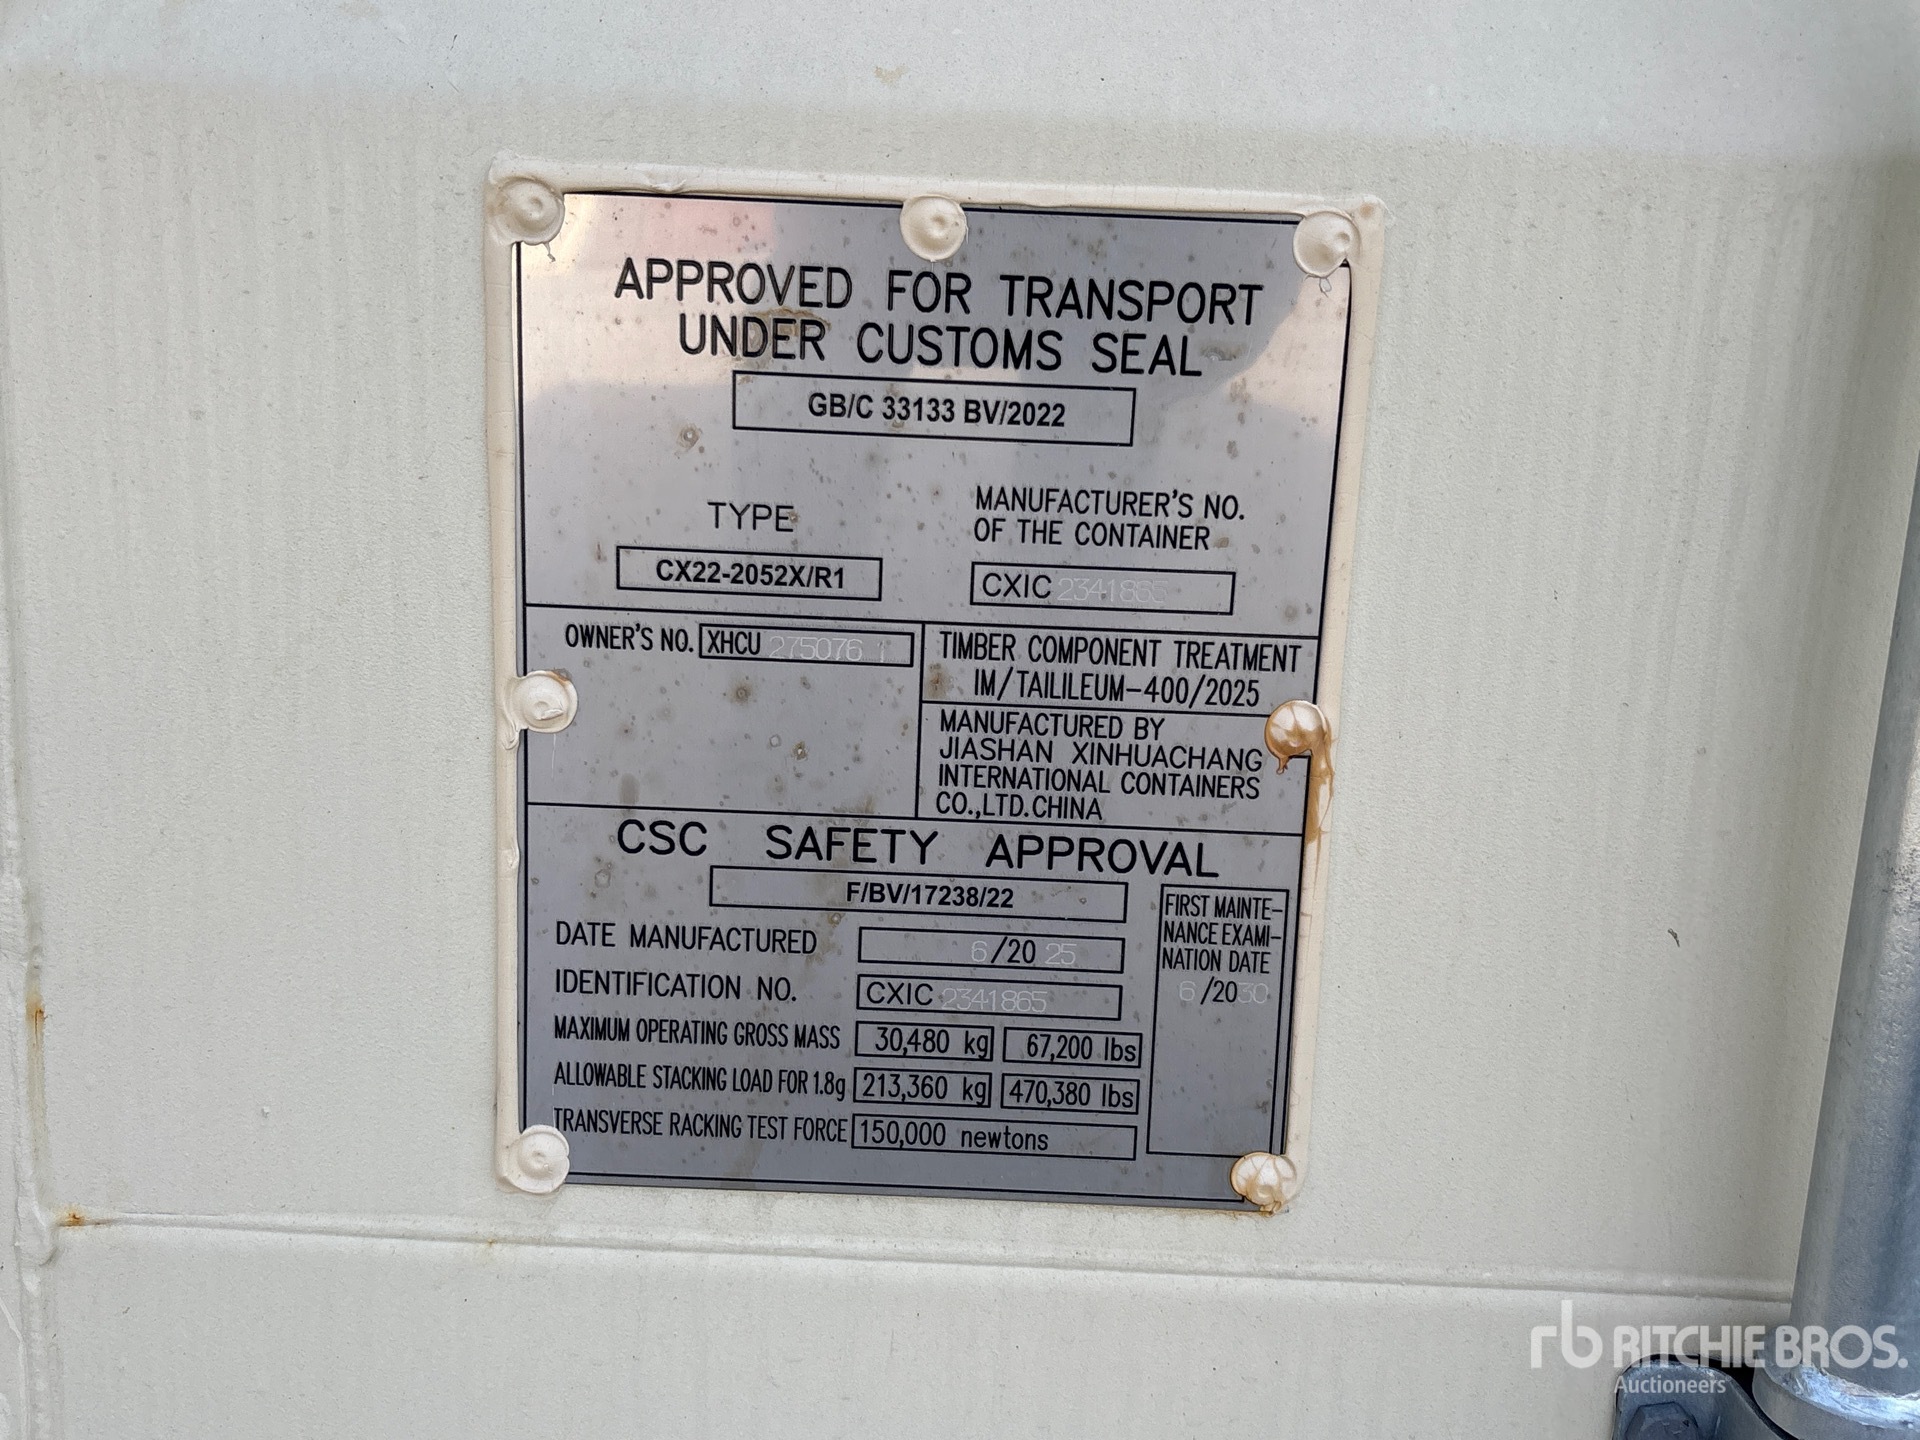 APPROVED FOR TRANSPORT
UNDER CUSTOMS SEAL
GB/C 33133 BV/2022
TYPE
CX22-2052X/R1
MANUFACTURER'S NO.
OF THE CONTAINER
CXIC 2341865
OWNER'S NO. XHCU 275076 1
TIMBER COMPONENT TREATMENT
IM/TAILILEUM-400/2025
MANUFACTURED BY
JIASHAN XINHUACHANG
INTERNATIONAL CONTAINERS
CO.,LTD.CHINA
CSC SAFETY APPROVAL
F/BV/17238/22
DATE MANUFACTURED 6/20 25
IDENTIFICATION NO. CXIC 2341865
MAXIMUM OPERATING GROSS MASS 30,480 kg 67,200 lbs
ALLOWABLE STACKING LOAD FOR 1.8g 213,360 kg 470,380 lbs
TRANSVERSE RACKING TEST FORCE 150,000 newtons
FIRST MAINTE-
NANCE EXAMI-
NATION DATE
6 /2030
rb RITCHIE BROS.
Auctioneers